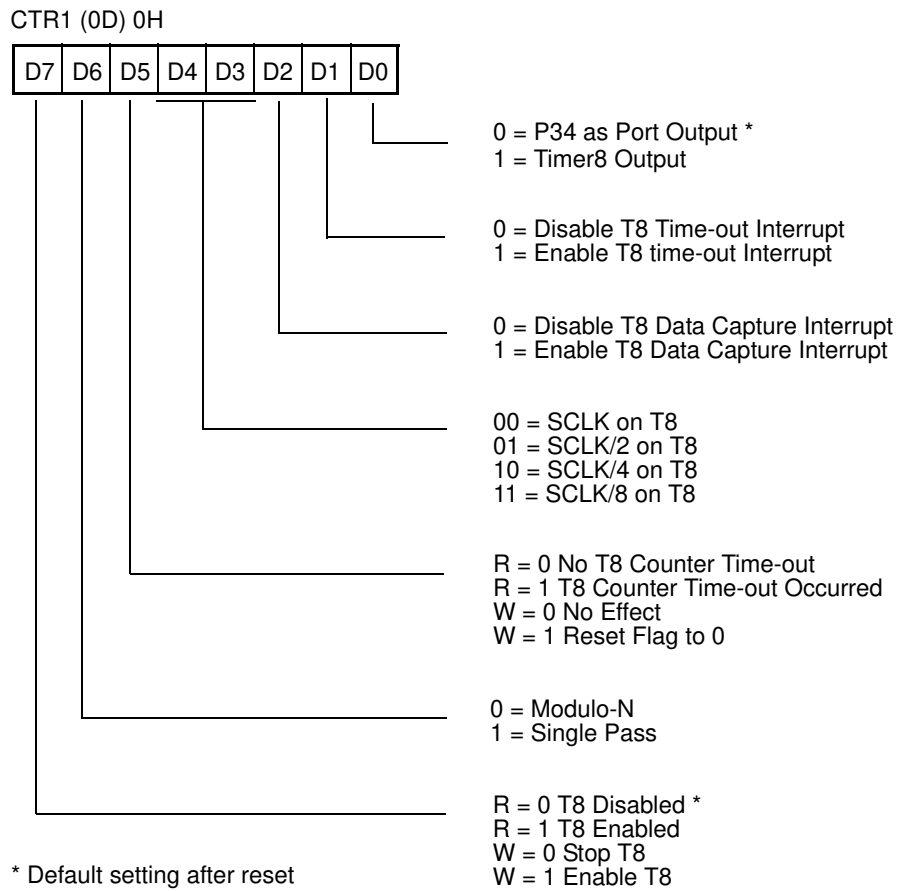 CTR1 (0D) 0H
D7 D6 D5 D4 D3 D2 D1 D0
0 = P34 as Port Output *
1 = Timer8 Output
0 = Disable T8 Time-out Interrupt
1 = Enable T8 time-out Interrupt
0 = Disable T8 Data Capture Interrupt
1 = Enable T8 Data Capture Interrupt
00 = SCLK on T8
01 = SCLK/2 on T8
10 = SCLK/4 on T8
11 = SCLK/8 on T8
R = 0 No T8 Counter Time-out
R = 1 T8 Counter Time-out Occurred
W = 0 No Effect
W = 1 Reset Flag to 0
0 = Modulo-N
1 = Single Pass
R = 0 T8 Disabled *
R = 1 T8 Enabled
W = 0 Stop T8
W = 1 Enable T8
* Default setting after reset